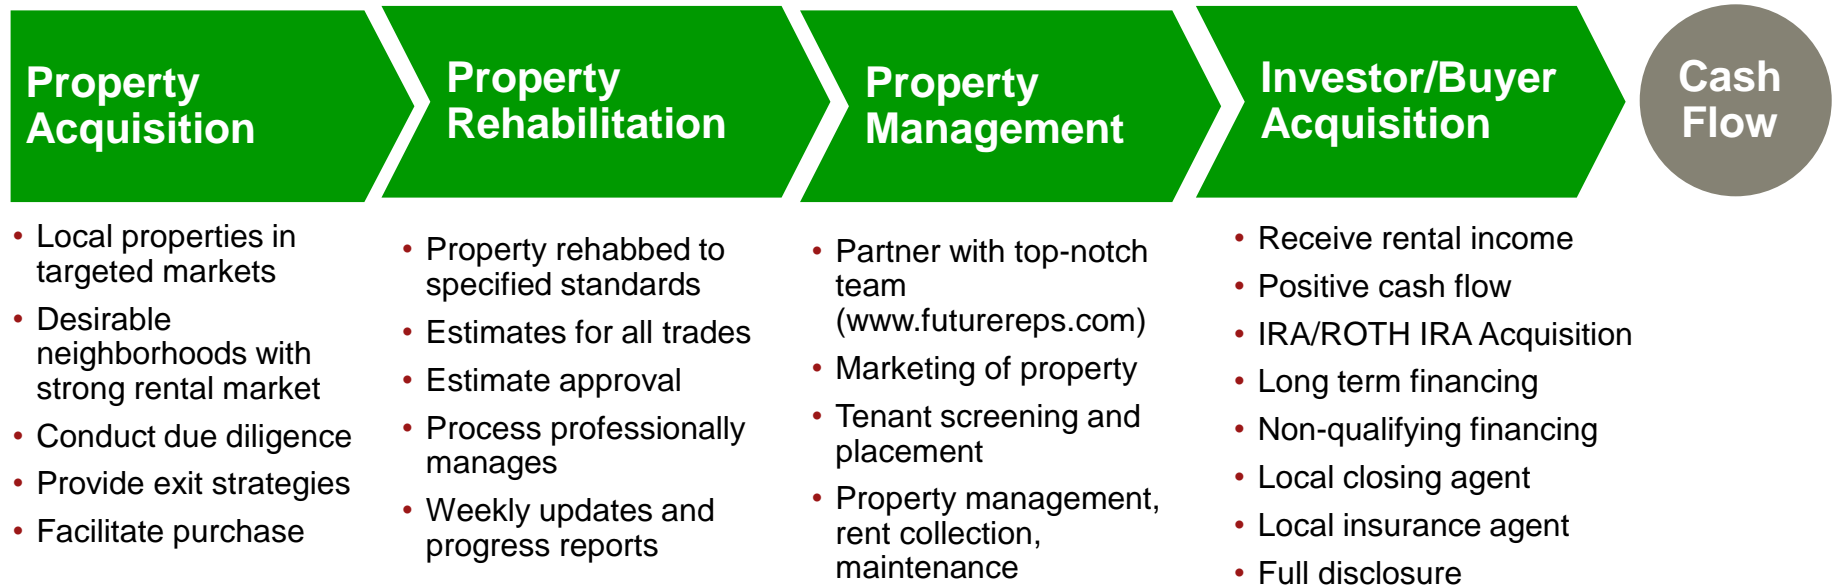 Property
Acquisition
Property
Rehabilitation
Property
Management
Investor/Buyer
Acquisition
Cash
Flow
• Local properties in
targeted markets
• Desirable
neighborhoods with
strong rental market
• Conduct due diligence
• Provide exit strategies
• Facilitate purchase
• Property rehabbed to
specified standards
• Estimates for all trades
• Estimate approval
• Process professionally
manages
• Weekly updates and
progress reports
• Partner with top-notch
team
(www.futurereps.com)
• Marketing of property
• Tenant screening and
placement
• Property management,
rent collection,
maintenance
• Receive rental income
• Positive cash flow
• IRA/ROTH IRA Acquisition
• Long term financing
• Non-qualifying financing
• Local closing agent
• Local insurance agent
• Full disclosure